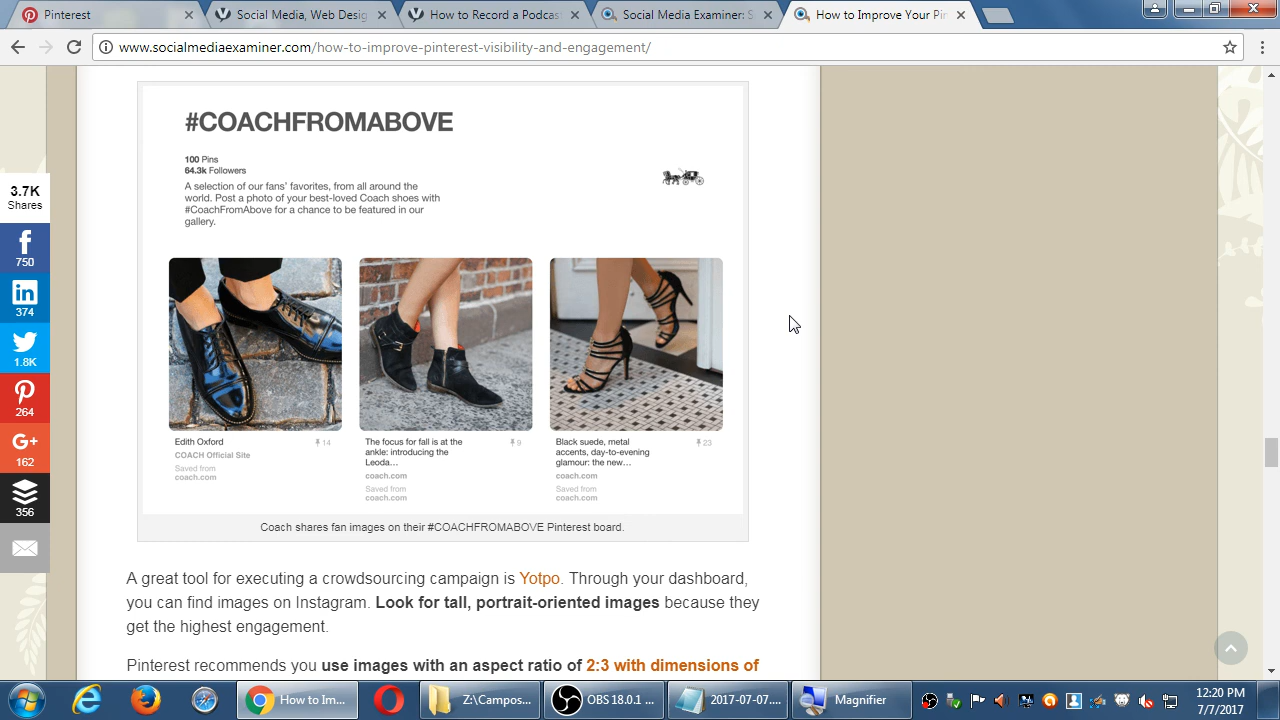 Pinterest
Social Media, Web Desig
How to Record a Podcas
Social Media Examiner: S
How to Improve Your Pin
www.socialmediaexaminer.com/how-to-improve-pinterest-visibility-and-engagement/
#COACHFROMABOVE
100 Pins
64.3k Followers
A selection of our fans' favorites, from all around the
world. Post a photo of your best-loved Coach shoes with
#CoachFromAbove for a chance to be featured in our
gallery.
3.7K
Shares
750
374
1.8K
264
162
356
Edith Oxford
14
COACH Official Site
Saved from
coach.com
The focus for fall is at the
9
ankle: introducing the
Leoda...
coach.com
Saved from
coach.com
Black suede, metal
23
accents, day-to-evening
glamour: the new...
coach.com
Saved from
coach.com
Coach shares fan images on their #COACHFROMABOVE Pinterest board.
A great tool for executing a crowdsourcing campaign is Yotpo. Through your dashboard,
you can find images on Instagram. Look for tall, portrait-oriented images because they
get the highest engagement.
Pinterest recommends you use images with an aspect ratio of 2:3 with dimensions of
How to Im...
Z:\Campos...
OBS 18.0.1 ...
2017-07-07....
Magnifier
12:20 PM
7/7/2017